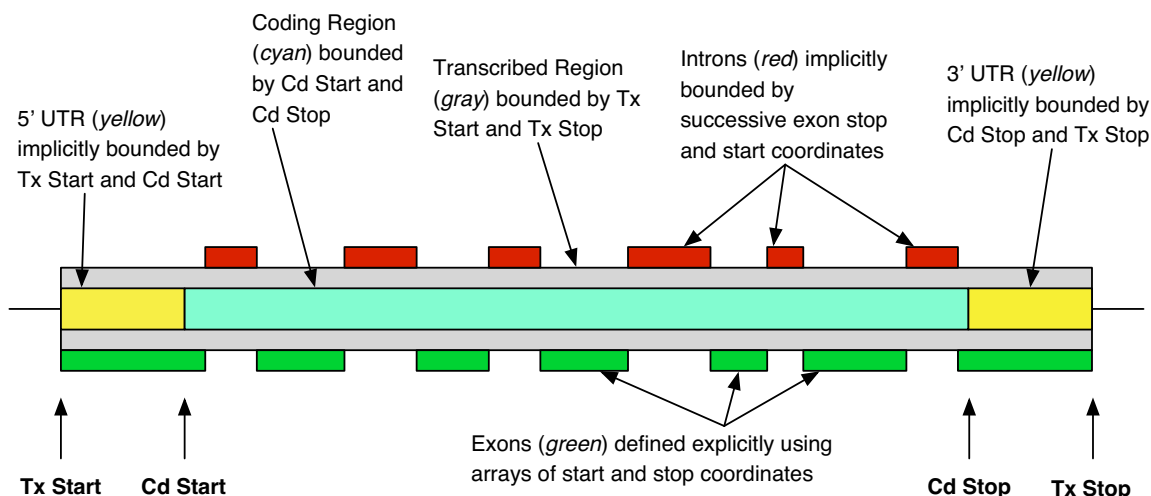 5’ UTR (yellow)
implicitly bounded by
Tx Start and Cd Start
Coding Region
(cyan) bounded
by Cd Start and
Cd Stop
Transcribed Region
(gray) bounded by Tx
Start and Tx Stop
Introns (red) implicitly
bounded by
successive exon stop
and start coordinates
3’ UTR (yellow)
implicitly bounded by
Cd Stop and Tx Stop
Exons (green) defined explicitly using
arrays of start and stop coordinates
Tx Start
Cd Start
Cd Stop
Tx Stop